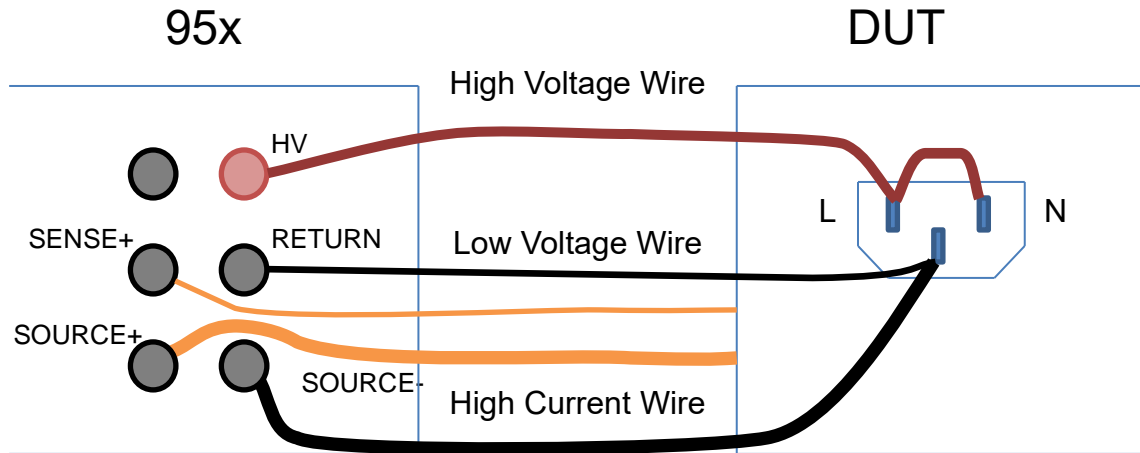 95x
DUT
High Voltage Wire
HV
L
N
SENSE+
RETURN
Low Voltage Wire
SOURCE+
SOURCE-
High Current Wire